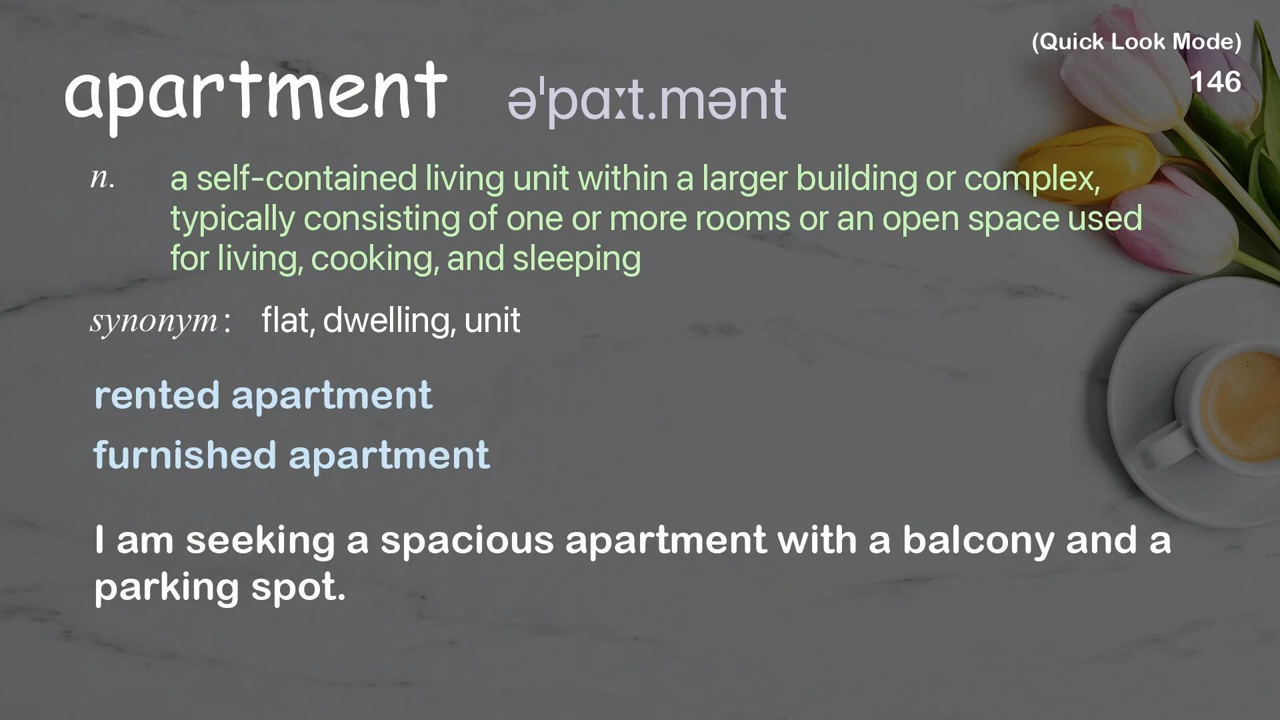 (Quick Look Mode)
146
apartment əˈpɑːt.mənt
n. a self-contained living unit within a larger building or complex,
typically consisting of one or more rooms or an open space used
for living, cooking, and sleeping
synonym: flat, dwelling, unit
rented apartment
furnished apartment
I am seeking a spacious apartment with a balcony and a
parking spot.